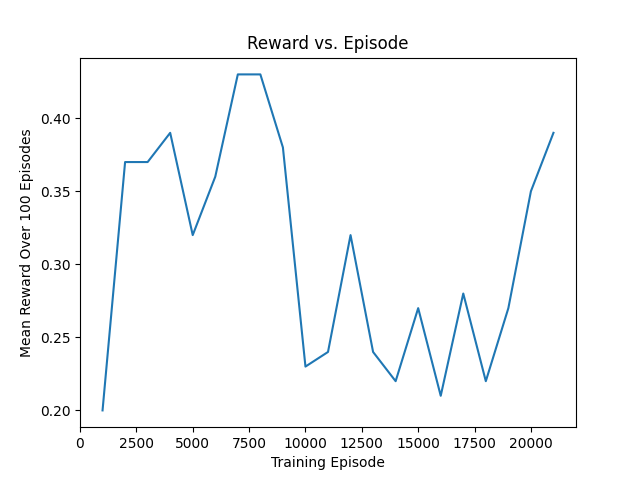 Reward vs. Episode
Mean Reward Over 100 Episodes
0.40
0.35
0.30
0.25
0.20
0 2500 5000 7500 10000 12500 15000 17500 20000
Training Episode